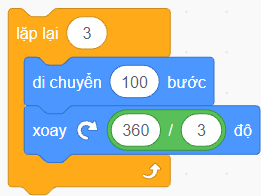 lặp lại 3
di chuyển 100 bước
xoay 360 / 3 độ